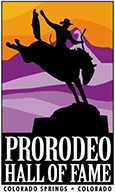 PRORODEO
HALL OF FAME
COLORADO SPRINGS • COLORADO